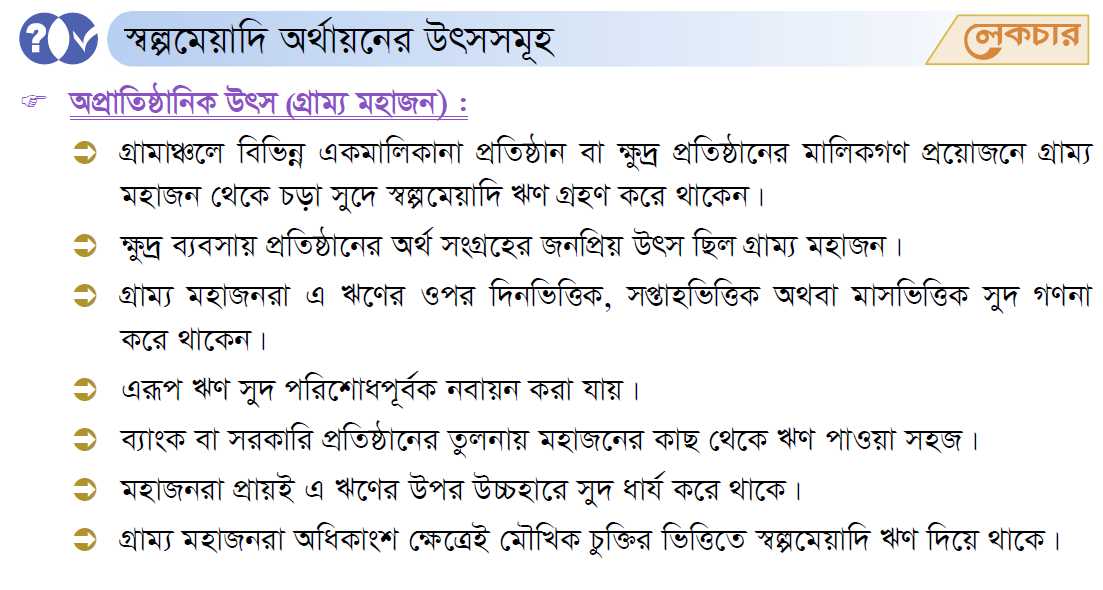 স্বল্পমেয়াদি অর্থায়নের উৎসসমূহ
লেকচার
অপ্রাতিষ্ঠানিক উৎস (গ্রাম্য মহাজন) :
গ্রামাঞ্চলে বিভিন্ন একমালিকানা প্রতিষ্ঠান বা ক্ষুদ্র প্রতিষ্ঠানের মালিকগণ প্রয়োজনে গ্রাম্য
মহাজন থেকে চড়া সুদে স্বল্পমেয়াদি ঋণ গ্রহণ করে থাকেন।
ক্ষুদ্র ব্যবসায় প্রতিষ্ঠানের অর্থ সংগ্রহের জনপ্রিয় উৎস ছিল গ্রাম্য মহাজন।
গ্রাম্য মহাজনরা এ ঋণের ওপর দিনভিত্তিক, সপ্তাহভিত্তিক অথবা মাসভিত্তিক সুদ গণনা
করে থাকেন।
এরূপ ঋণ সুদ পরিশোধপূর্বক নবায়ন করা যায়।
ব্যাংক বা সরকারি প্রতিষ্ঠানের তুলনায় মহাজনের কাছ থেকে ঋণ পাওয়া সহজ।
মহাজনরা প্রায়ই এ ঋণের উপর উচ্চহারে সুদ ধার্য করে থাকে।
গ্রাম্য মহাজনরা অধিকাংশ ক্ষেত্রেই মৌখিক চুক্তির ভিত্তিতে স্বল্পমেয়াদি ঋণ দিয়ে থাকে।